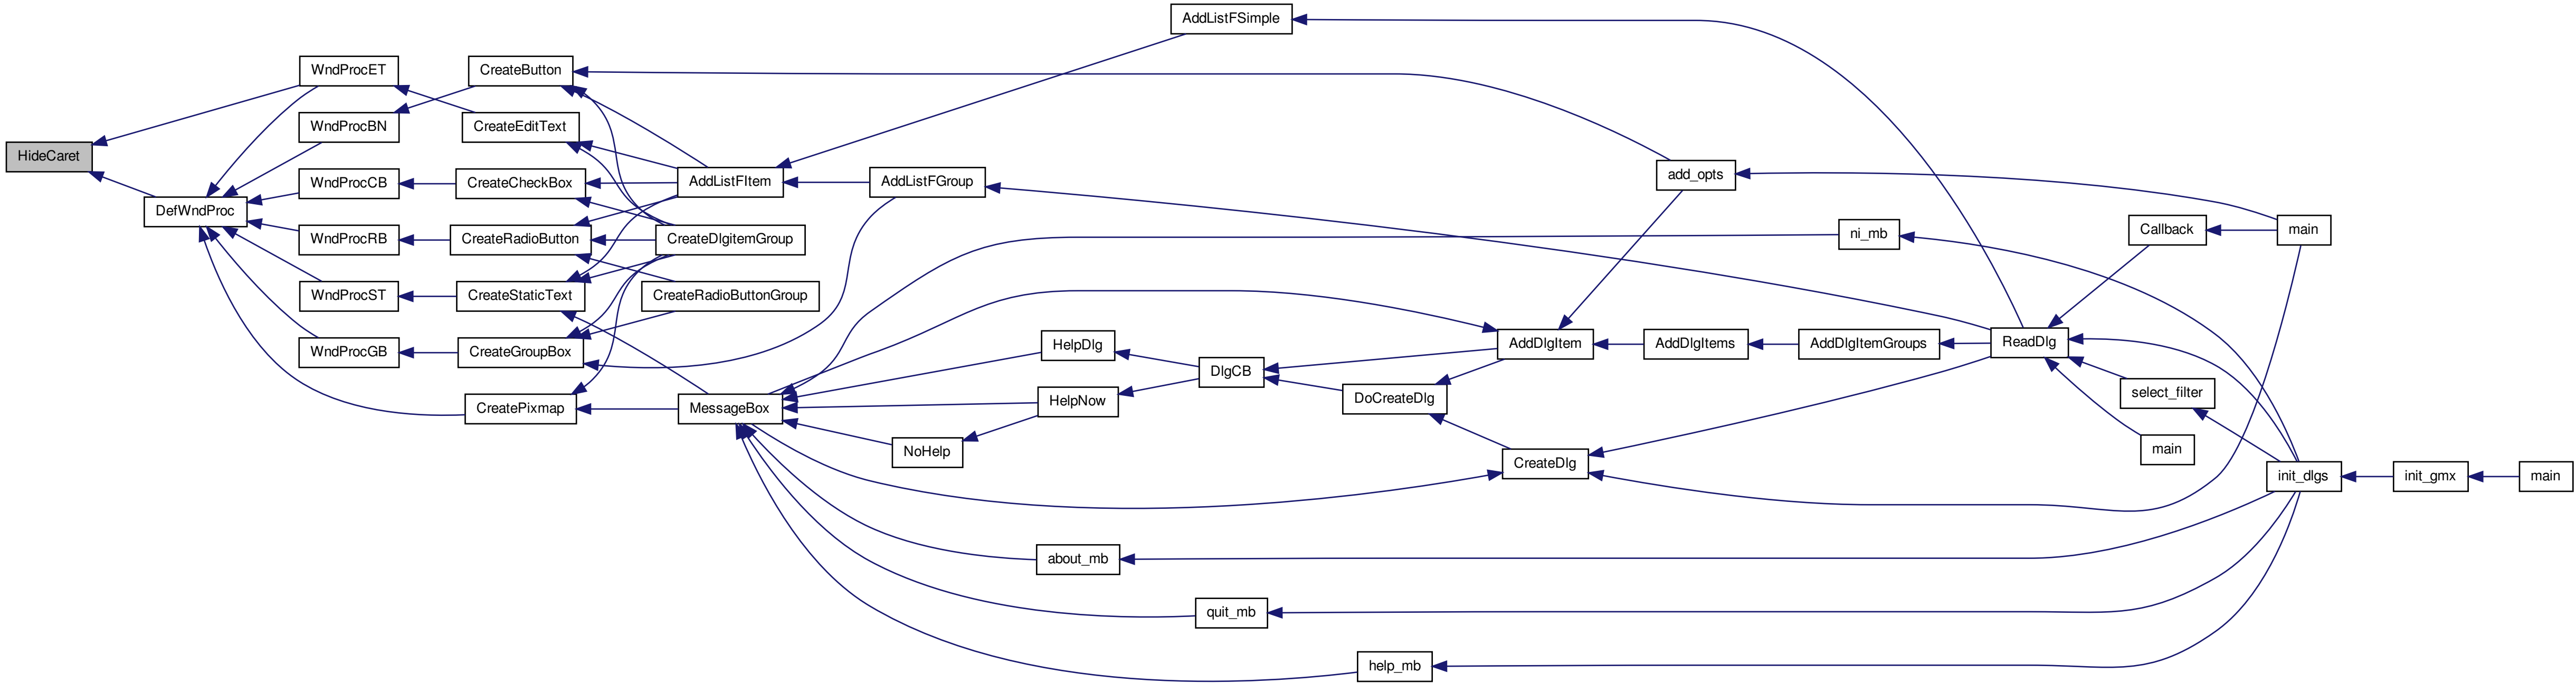 HideCaret
DefWndProc
WndProcET
WndProcBN
WndProcCB
WndProcRB
WndProcST
WndProcGB
CreateButton
CreateEditText
CreateCheckBox
CreateRadioButton
CreateStaticText
CreateGroupBox
CreatePixmap
AddListFItem
CreateDlgitemGroup
CreateRadioButtonGroup
MessageBox
AddListFGroup
NoHelp
HelpDlg
HelpNow
about_mb
AddListFSimple
DlgCB
quit_mb
DoCreateDlg
help_mb
AddDlgItem
CreateDlg
add_opts
AddDlgItems
ni_mb
AddDlgItemGroups
ReadDlg
Callback
select_filter
main
main
init_dlgs
init_gmx
main